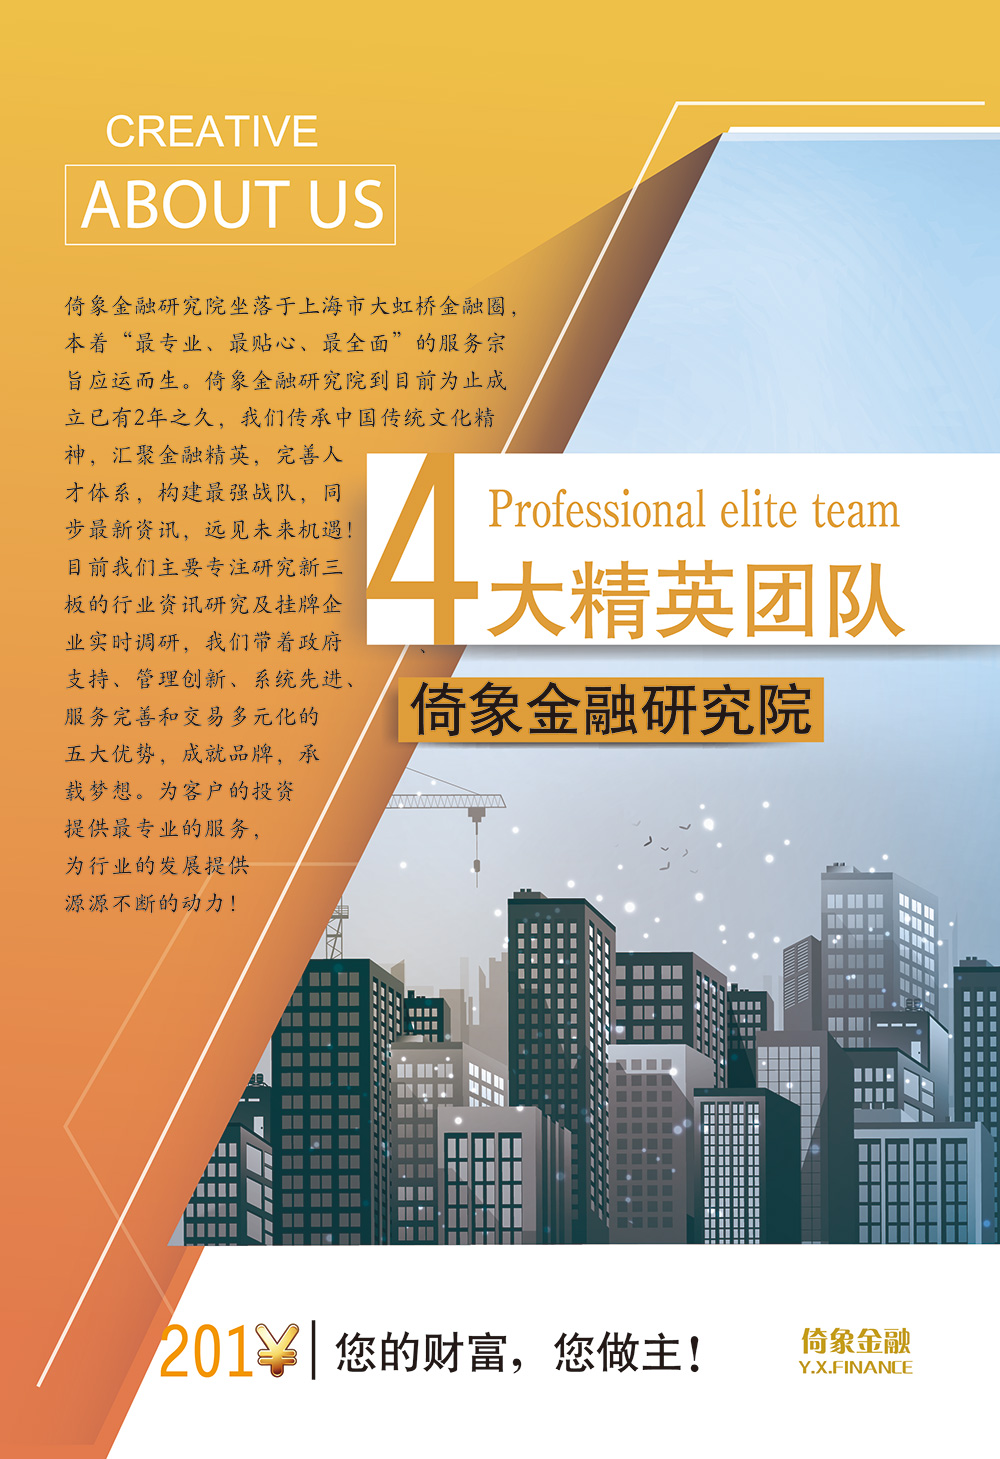 CREATIVE
ABOUT US
倚象金融研究院坐落于上海市大虹桥金融圈，
本着“最专业、最贴心、最全面”的服务宗
旨应运而生。倚象金融研究院到目前为止成
立已有2年之久，我们传承中国传统文化精
神，汇聚金融精英，完善人
才体系，构建最强战队，同
步最新资讯，远见未来机遇！
目前我们主要专注研究新三
板的行业资讯研究及挂牌企
业实时调研，我们带着政府
支持、管理创新、系统先进、
服务完善和交易多元化的
五大优势，成就品牌，承
载梦想。为客户的投资
提供最专业的服务，
为行业的发展提供
源源不断的动力！
Professional elite team
4大精英团队
、
倚象金融研究院
201¥ 您的财富，您做主！
倚象金融
Y.X.FINANCE